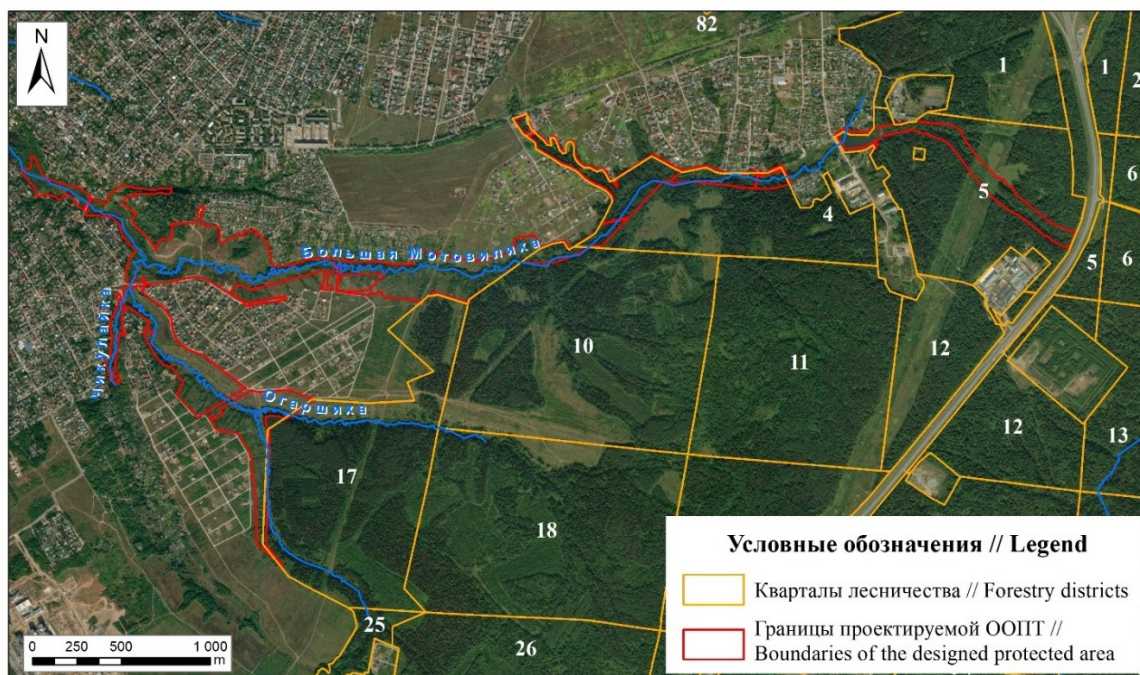 N
82
1
1
2
6
5
4
Большая Мотовилиха
6
5
Чикулайка
10
11
12
Огаршиха
12
13
17
18
25
26
Условные обозначения // Legend
Кварталы лесничества // Forestry districts
Границы проектируемой ООПТ //
Boundaries of the designed protected area
0 250 500 1 000
m